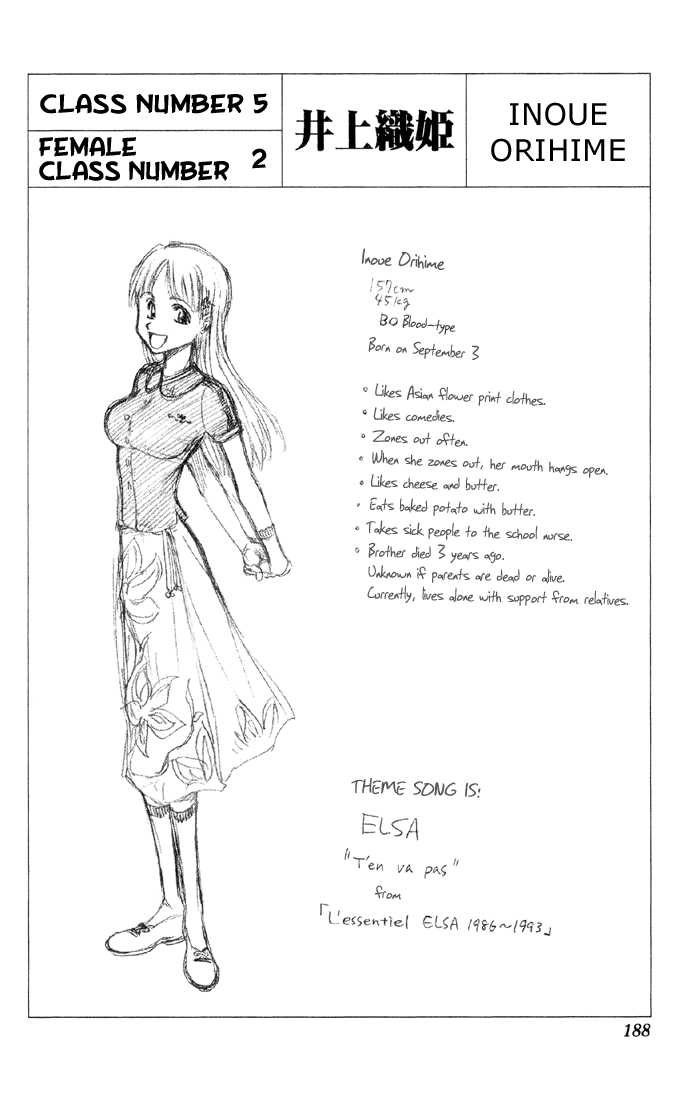 CLASS NUMBER 5
FEMALE
CLASS NUMBER 2
井上織姫
INOUE
ORIHIME
Inoue Orihime
157cm
45kg
BO Blood-type
Born on September 3
° Likes Asian flower print clothes.
° Likes comedies.
° Zones out often.
° When she zones out, her mouth hangs open.
° Likes cheese and butter.
° Eats baked potato with butter.
° Takes sick people to the school nurse.
° Brother died 3 years ago.
Unknown if parents are dead or alive.
Currently, lives alone with support from relatives.
THEME SONG IS:
ELSA
"T'en va pas"
from
「L'essentiel ELSA 1986~1993」
188